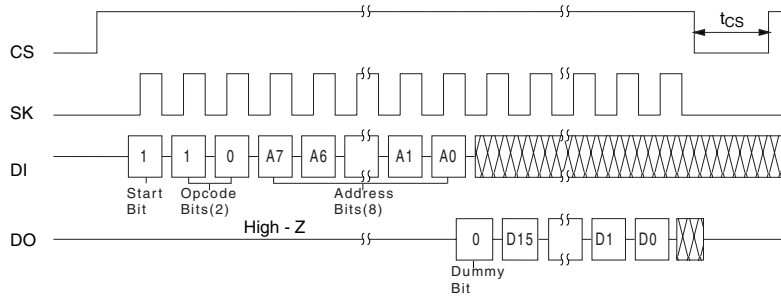 CS
tCS
SK
DI
1 1 0 A7 A6 A1 A0
Start Bit
Opcode Bits(2)
Address Bits(8)
DO
High - Z
0 D15 D1 D0
Dummy Bit